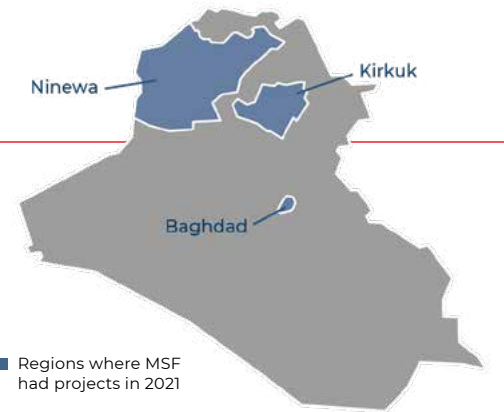 Ninewa
Kirkuk
Baghdad
Regions where MSF
had projects in 2021